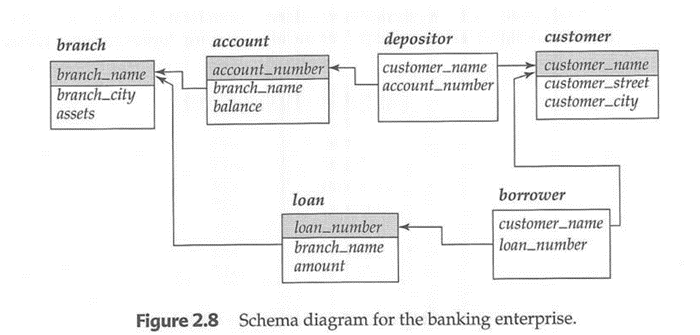 branch
branch_name
branch_city
assets
account
account_number
branch_name
balance
depositor
customer_name
account_number
customer
customer_name
customer_street
customer_city
loan
loan_number
branch_name
amount
borrower
customer_name
loan_number
Figure 2.8 Schema diagram for the banking enterprise.